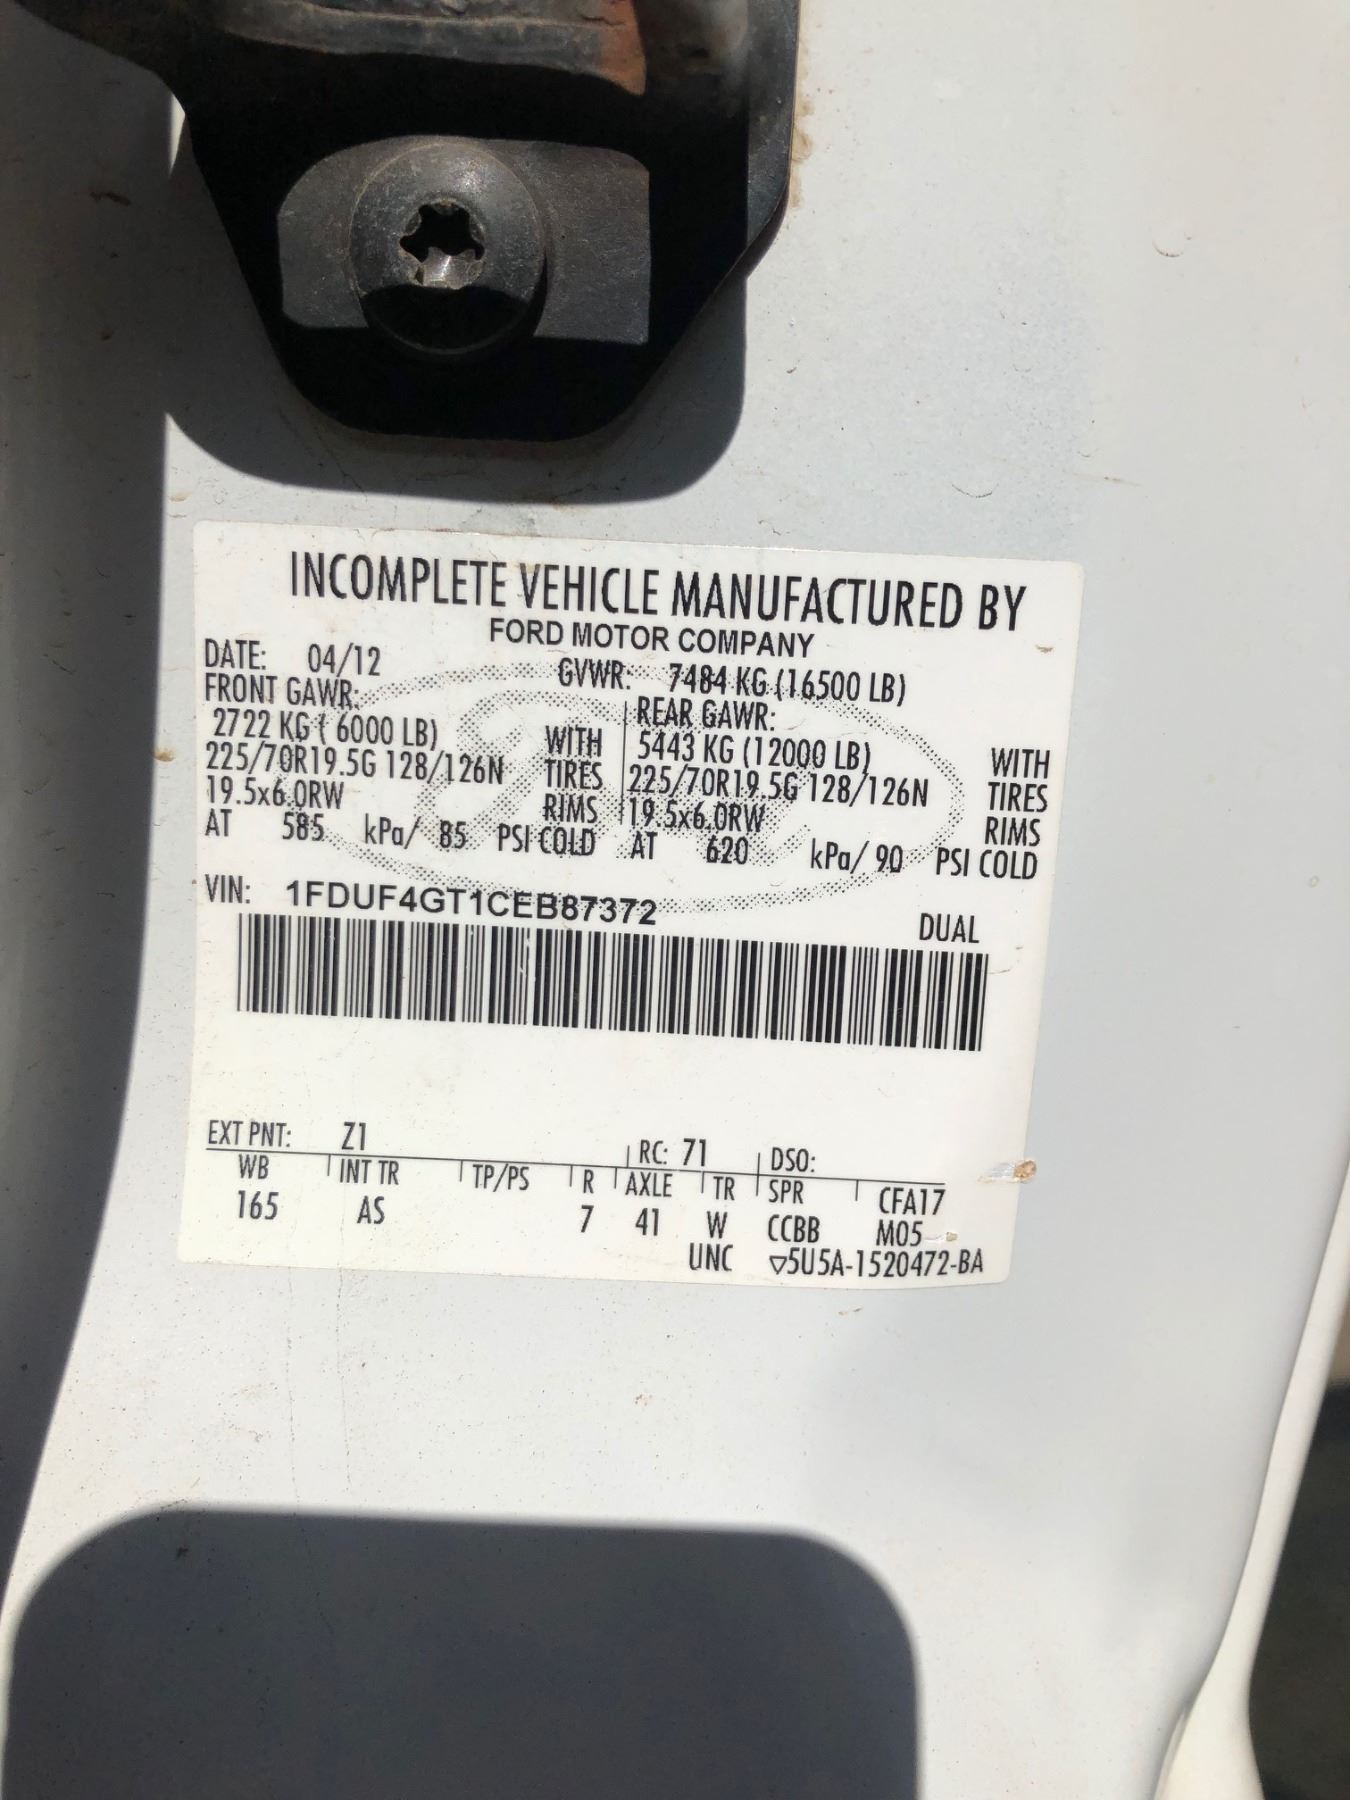 INCOMPLETE VEHICLE MANUFACTURED BY
FORD MOTOR COMPANY
DATE: 04/12 GVWR: 7484 KG (16500 LB)
FRONT GAWR: REAR GAWR:
2722 KG ( 6000 LB) WITH 5443 KG (12000 LB) WITH
225/70R19.5G 128/126N TIRES 225/70R19.5G 128/126N TIRES
19.5x6.0RW RIMS 19.5x6.0RW RIMS
AT 585 kPa/ 85 PSI COLD AT 620 kPa/ 90 PSI COLD
VIN: 1FDUF4GT1CEB87372 DUAL
EXT PNT: Z1 RC: 71 DSO:
WB INT TR TP/PS R AXLE TR SPR CFA17
165 AS 7 41 W CCBB M05
UNC ▽5U5A-1520472-BA